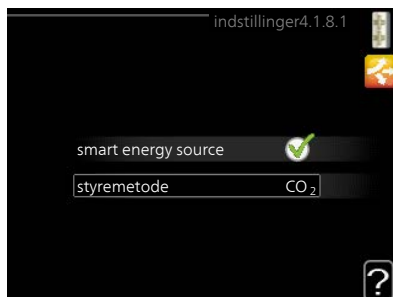 indstillinger4.1.8.1
smart energy source
styremetode CO₂
?